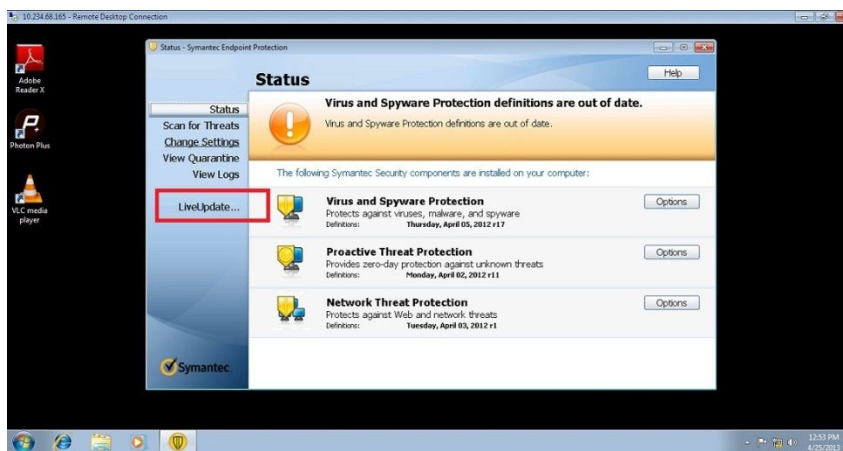 10.234.68.165 - Remote Desktop Connection
Adobe
Reader X
Photon Plus
VLC media
player
Status - Symantec Endpoint Protection
Status
Help
Status
Scan for Threats
Change Settings
View Quarantine
View Logs
LiveUpdate...
Virus and Spyware Protection definitions are out of date.
Virus and Spyware Protection definitions are out of date.
The following Symantec Security components are installed on your computer:
Virus and Spyware Protection
Options
Protects against viruses, malware, and spyware
Definitions: Thursday, April 05, 2012 r17
Proactive Threat Protection
Options
Provides zero-day protection against unknown threats
Definitions: Monday, April 02, 2012 r11
Network Threat Protection
Options
Protects against Web and network threats
Definitions: Tuesday, April 03, 2012 r1
Symantec.
12:53 PM
4/25/2013